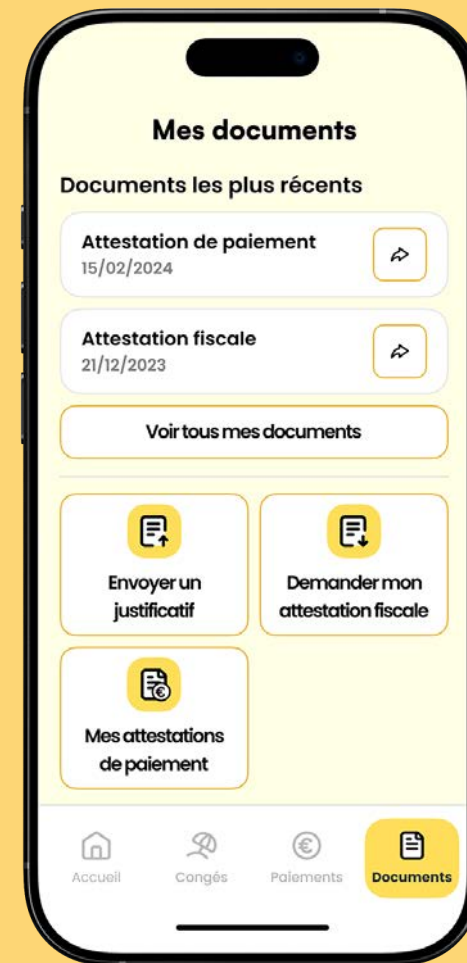 Mes documents
Documents les plus récents
Attestation de paiement
15/02/2024
Attestation fiscale
21/12/2023
Voir tous mes documents
Envoyer un
justificatif
Demander mon
attestation fiscale
Mes attestations
de paiement
Accueil
Congés
Paiements
Documents